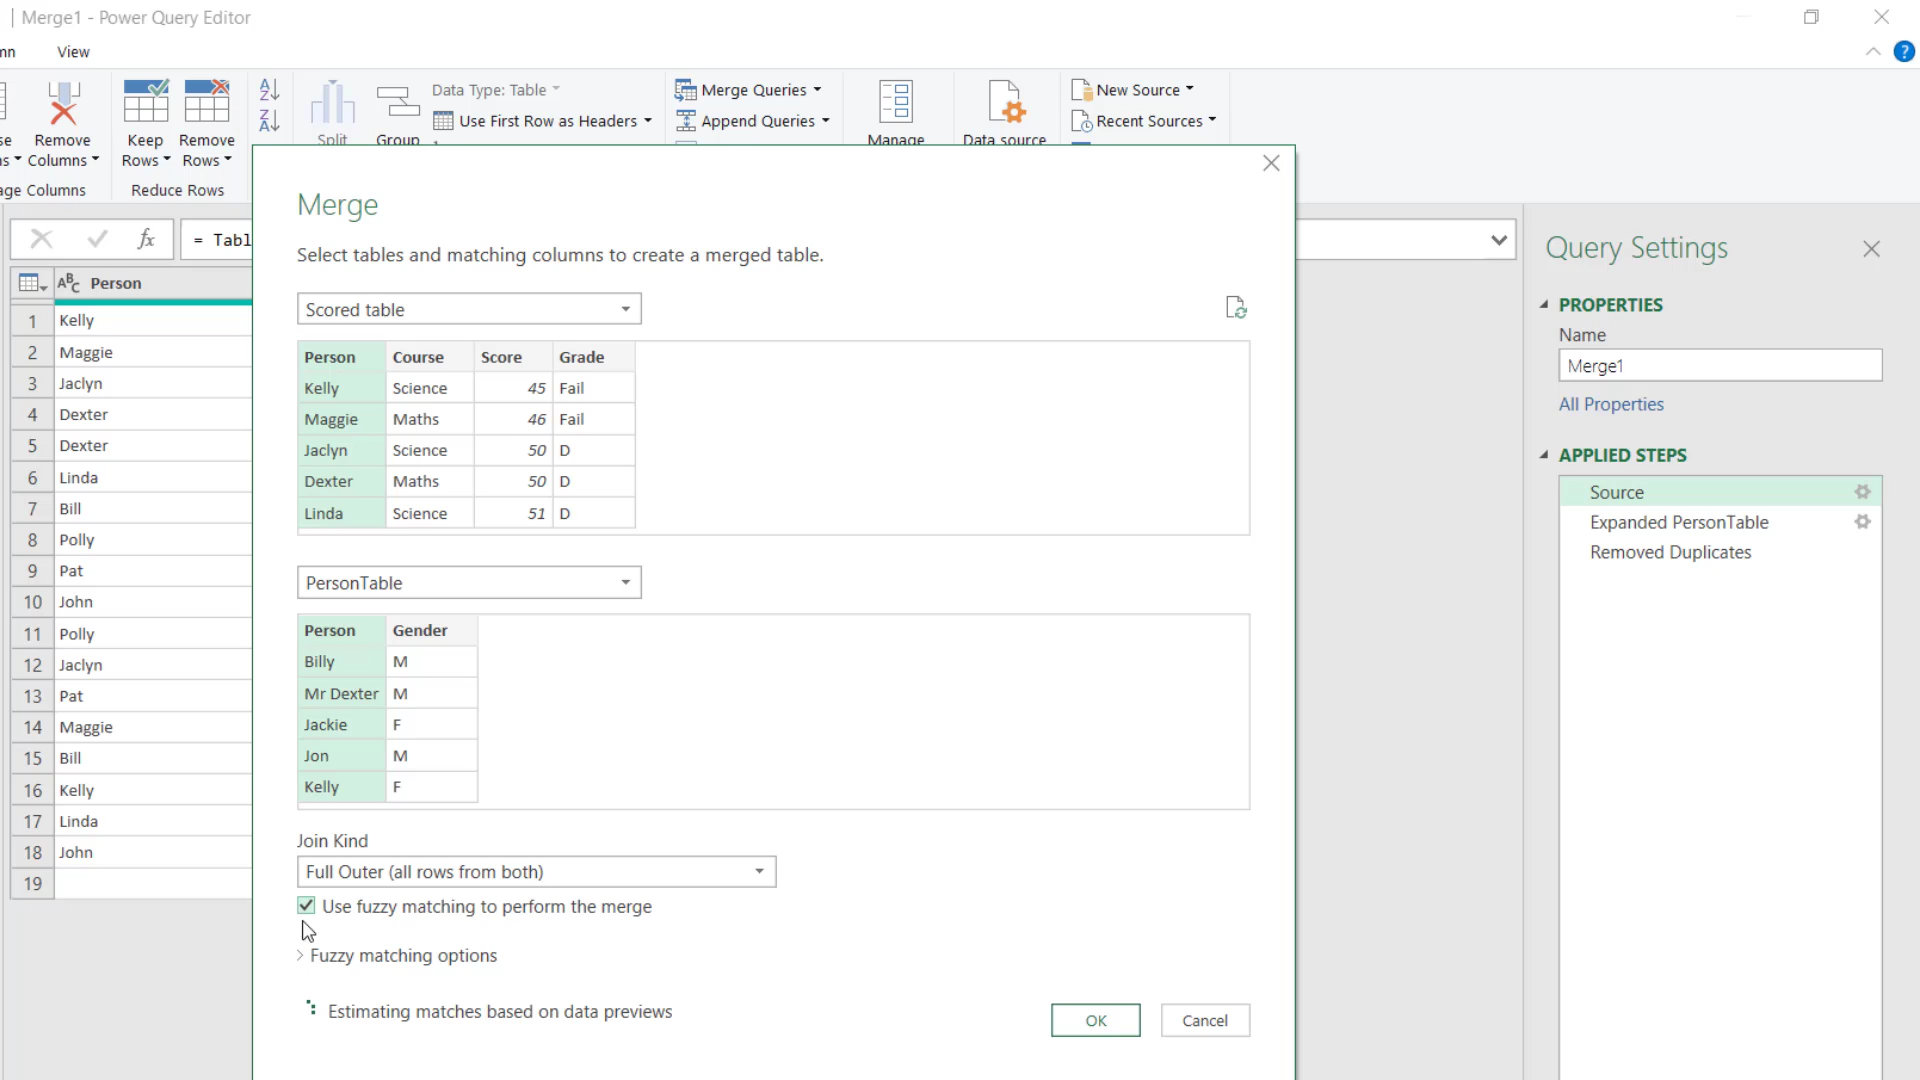 Merge1 - Power Query Editor
mn
View
se
Remove
Keep
Remove
Split
Group
Data Type: Table
Use First Row as Headers
Merge Queries
Append Queries
Manage
Data source
New Source
Recent Sources
ns
Columns
Rows
Rows
age Columns
Reduce Rows
= Tabl
Merge
Select tables and matching columns to create a merged table.
Scored table
Person Course Score Grade
Kelly Science 45 Fail
Maggie Maths 46 Fail
Jaclyn Science 50 D
Dexter Maths 50 D
Linda Science 51 D
PersonTable
Person Gender
Billy M
Mr Dexter M
Jackie F
Jon M
Kelly F
Join Kind
Full Outer (all rows from both)
Use fuzzy matching to perform the merge
Fuzzy matching options
Estimating matches based on data previews
OK
Cancel
Person
1 Kelly
2 Maggie
3 Jaclyn
4 Dexter
5 Dexter
6 Linda
7 Bill
8 Polly
9 Pat
10 John
11 Polly
12 Jaclyn
13 Pat
14 Maggie
15 Bill
16 Kelly
17 Linda
18 John
19
Query Settings
PROPERTIES
Name
Merge1
All Properties
APPLIED STEPS
Source
Expanded PersonTable
Removed Duplicates